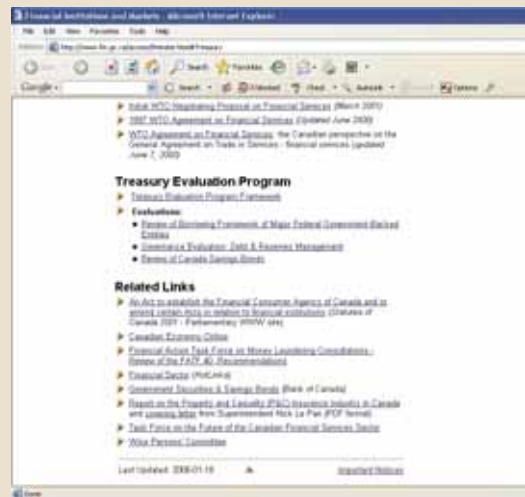 Financial Institutions and Markets - Microsoft Internet Explorer
File Edit View Favorites Tools Help
Search Favorites
Google Search
Initial WTO Negotiating Proposal on Financial Services (March 2001)
1997 WTO Agreement on Financial Services (Updated June 2000)
WTO Agreement on Financial Services: the Canadian perspective on the
General Agreement on Trade in Services - financial services (updated
June 7, 2000)
Treasury Evaluation Program
Treasury Evaluation Program Framework
Evaluations:
Review of Borrowing Framework of Major Federal Government-Backed
Entities
Governance Evaluation: Debt & Reserves Management
Review of Canada Savings Bonds
Related Links
An Act to establish the Financial Consumer Agency of Canada and to
amend certain Acts in relation to financial institutions (Statutes of
Canada 2001 - Parliamentary WWW site)
Canadian Economy Online
Financial Action Task Force on Money Laundering Consultations -
Review of the FATF 40 Recommendations
Financial Sector (HotLinks)
Government Securities & Savings Bonds (Bank of Canada)
Report on the Property and Casualty (P&C) Insurance Industry in Canada
and covering letter from Superintendent Nick Le Pan (PDF format)
Task Force on the Future of the Canadian Financial Services Sector
Wise Persons' Committee
Last Updated: 2006-01-19 Important Notices